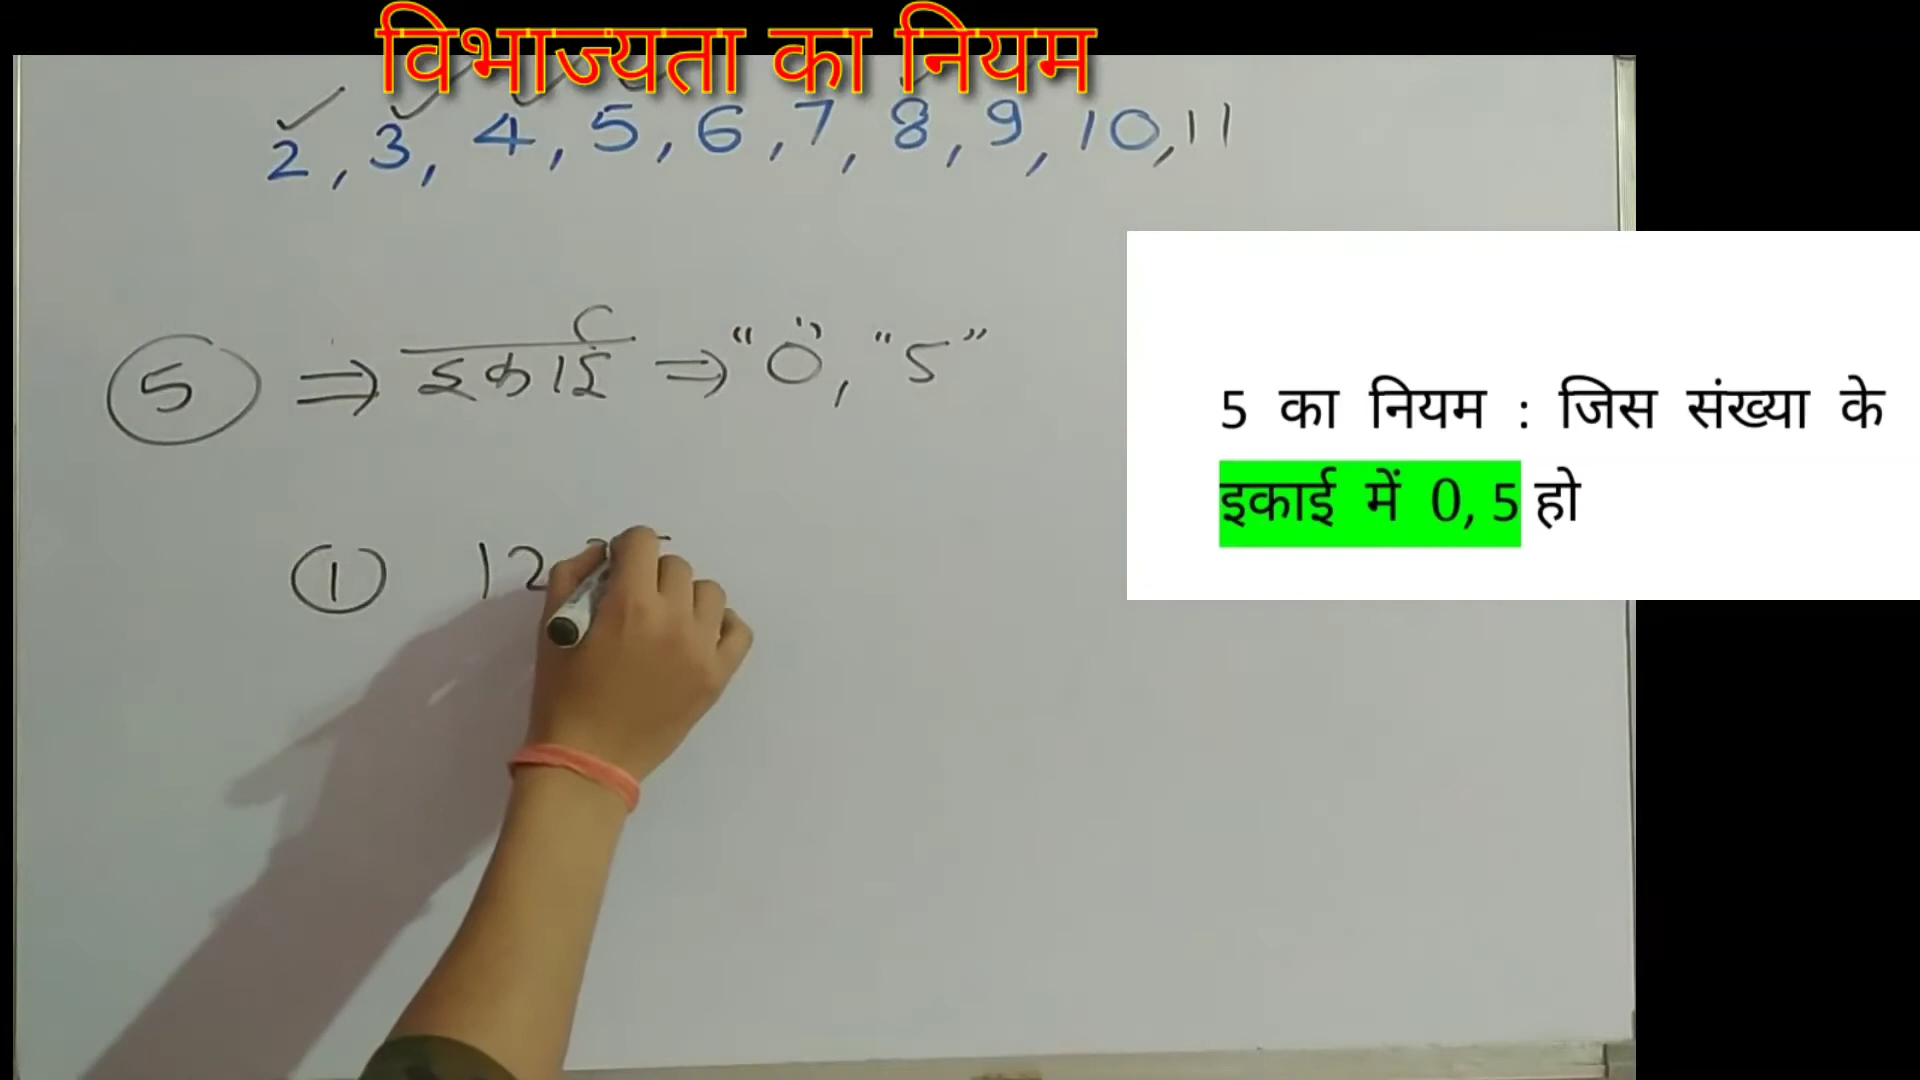 विभाज्यता का नियम
2, 3, 4, 5, 6, 7, 8, 9, 10, 11
5 ⇒ इकाई ⇒ "0", "5"
5 का नियम : जिस संख्या के
इकाई में 0, 5 हो
① 12